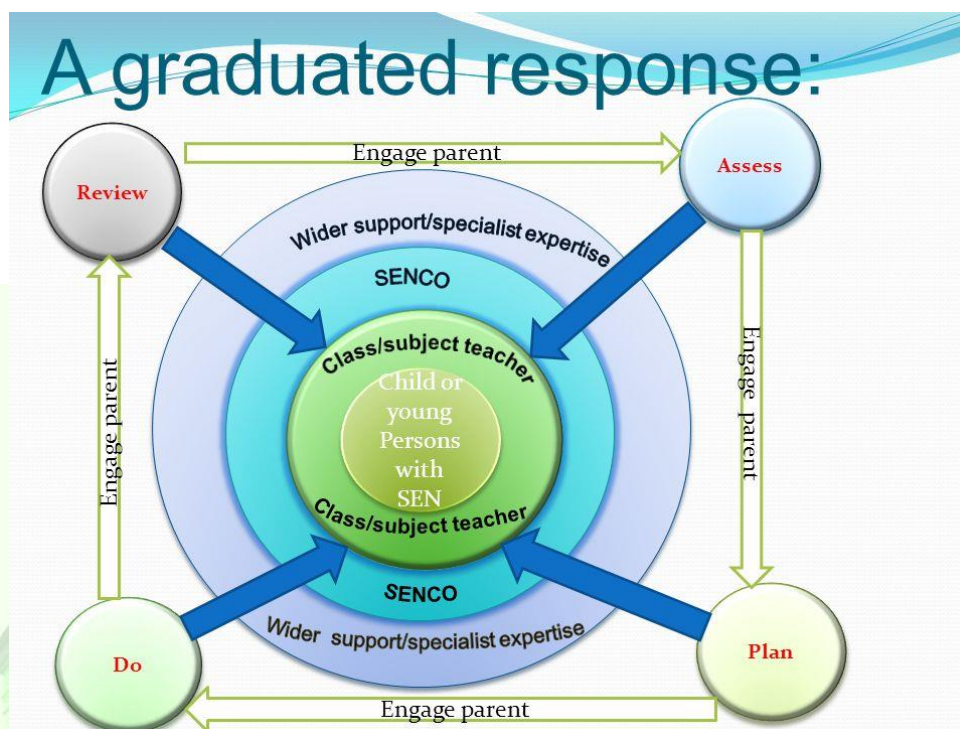 A graduated response:
Engage parent
Review
Assess
Wider support/specialist expertise
SENCO
Class/subject teacher
Child or
young
Persons
with
SEN
Engage parent
Engage parent
Class/subject teacher
SENCO
Wider support/specialist expertise
Do
Plan
Engage parent